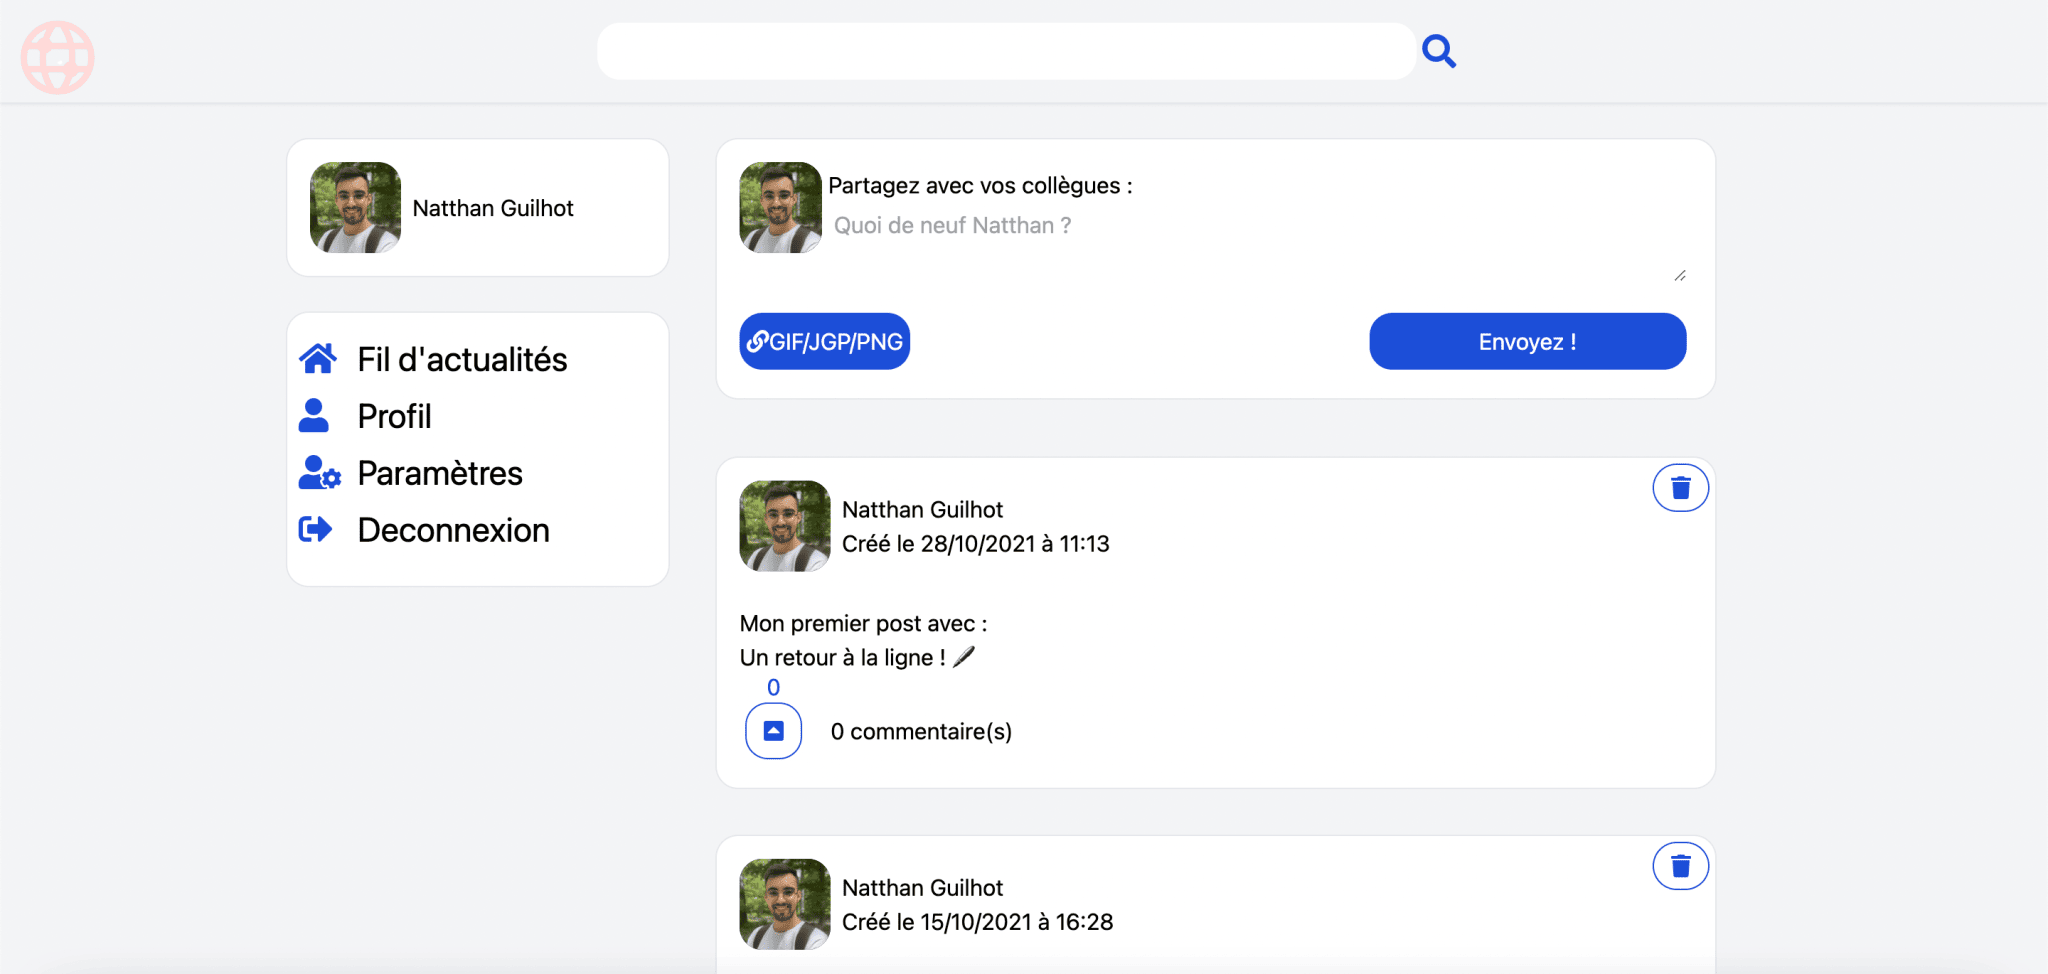 Natthan Guilhot
Fil d'actualités
Profil
Paramètres
Deconnexion
Partagez avec vos collègues :
Quoi de neuf Natthan ?
GIF/JGP/PNG
Envoyez !
Natthan Guilhot
Créé le 28/10/2021 à 11:13
Mon premier post avec :
Un retour à la ligne ! 🖋
0
0 commentaire(s)
Natthan Guilhot
Créé le 15/10/2021 à 16:28